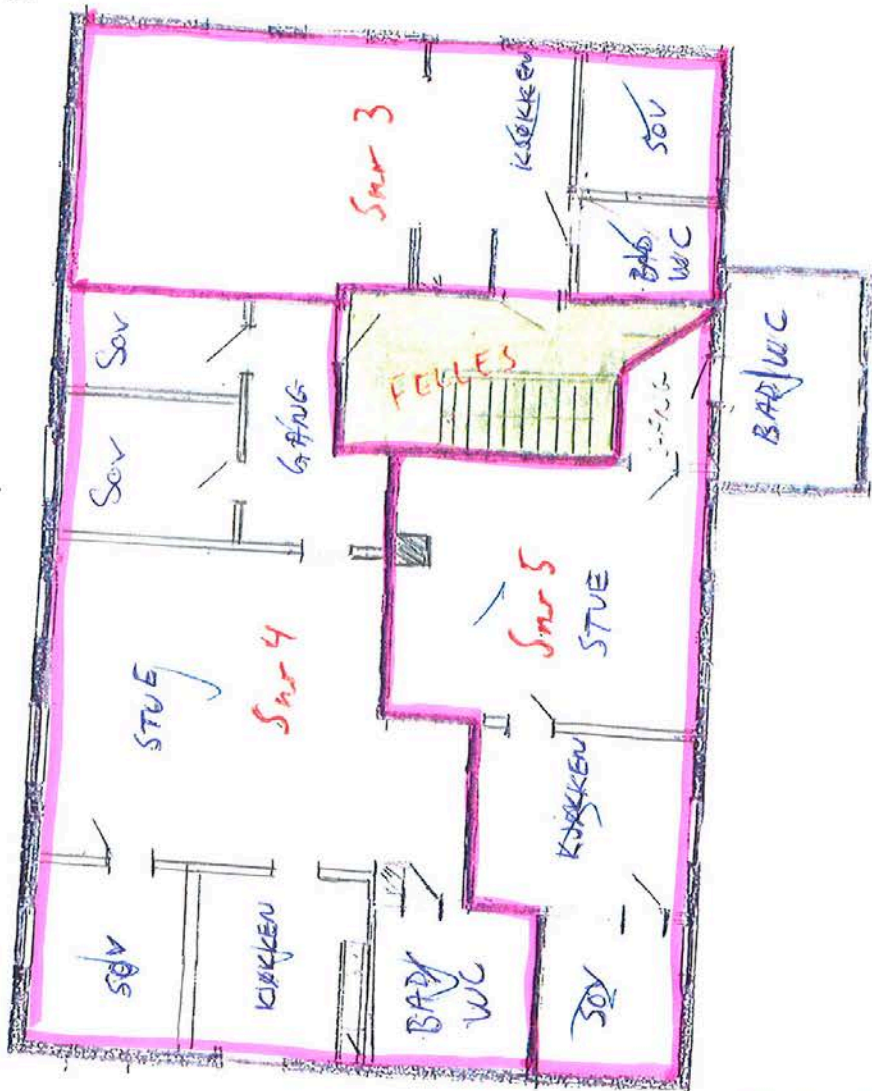 Snr 3
KJØKKEN
SOV
BAD
WC
Sov
Sov
GANG
FELLES
GANG
BAD/WC
STUE
Snr 4
Snr 5
STUE
SOV
KJØKKEN
BAD/
WC
KJØKKEN
SOV